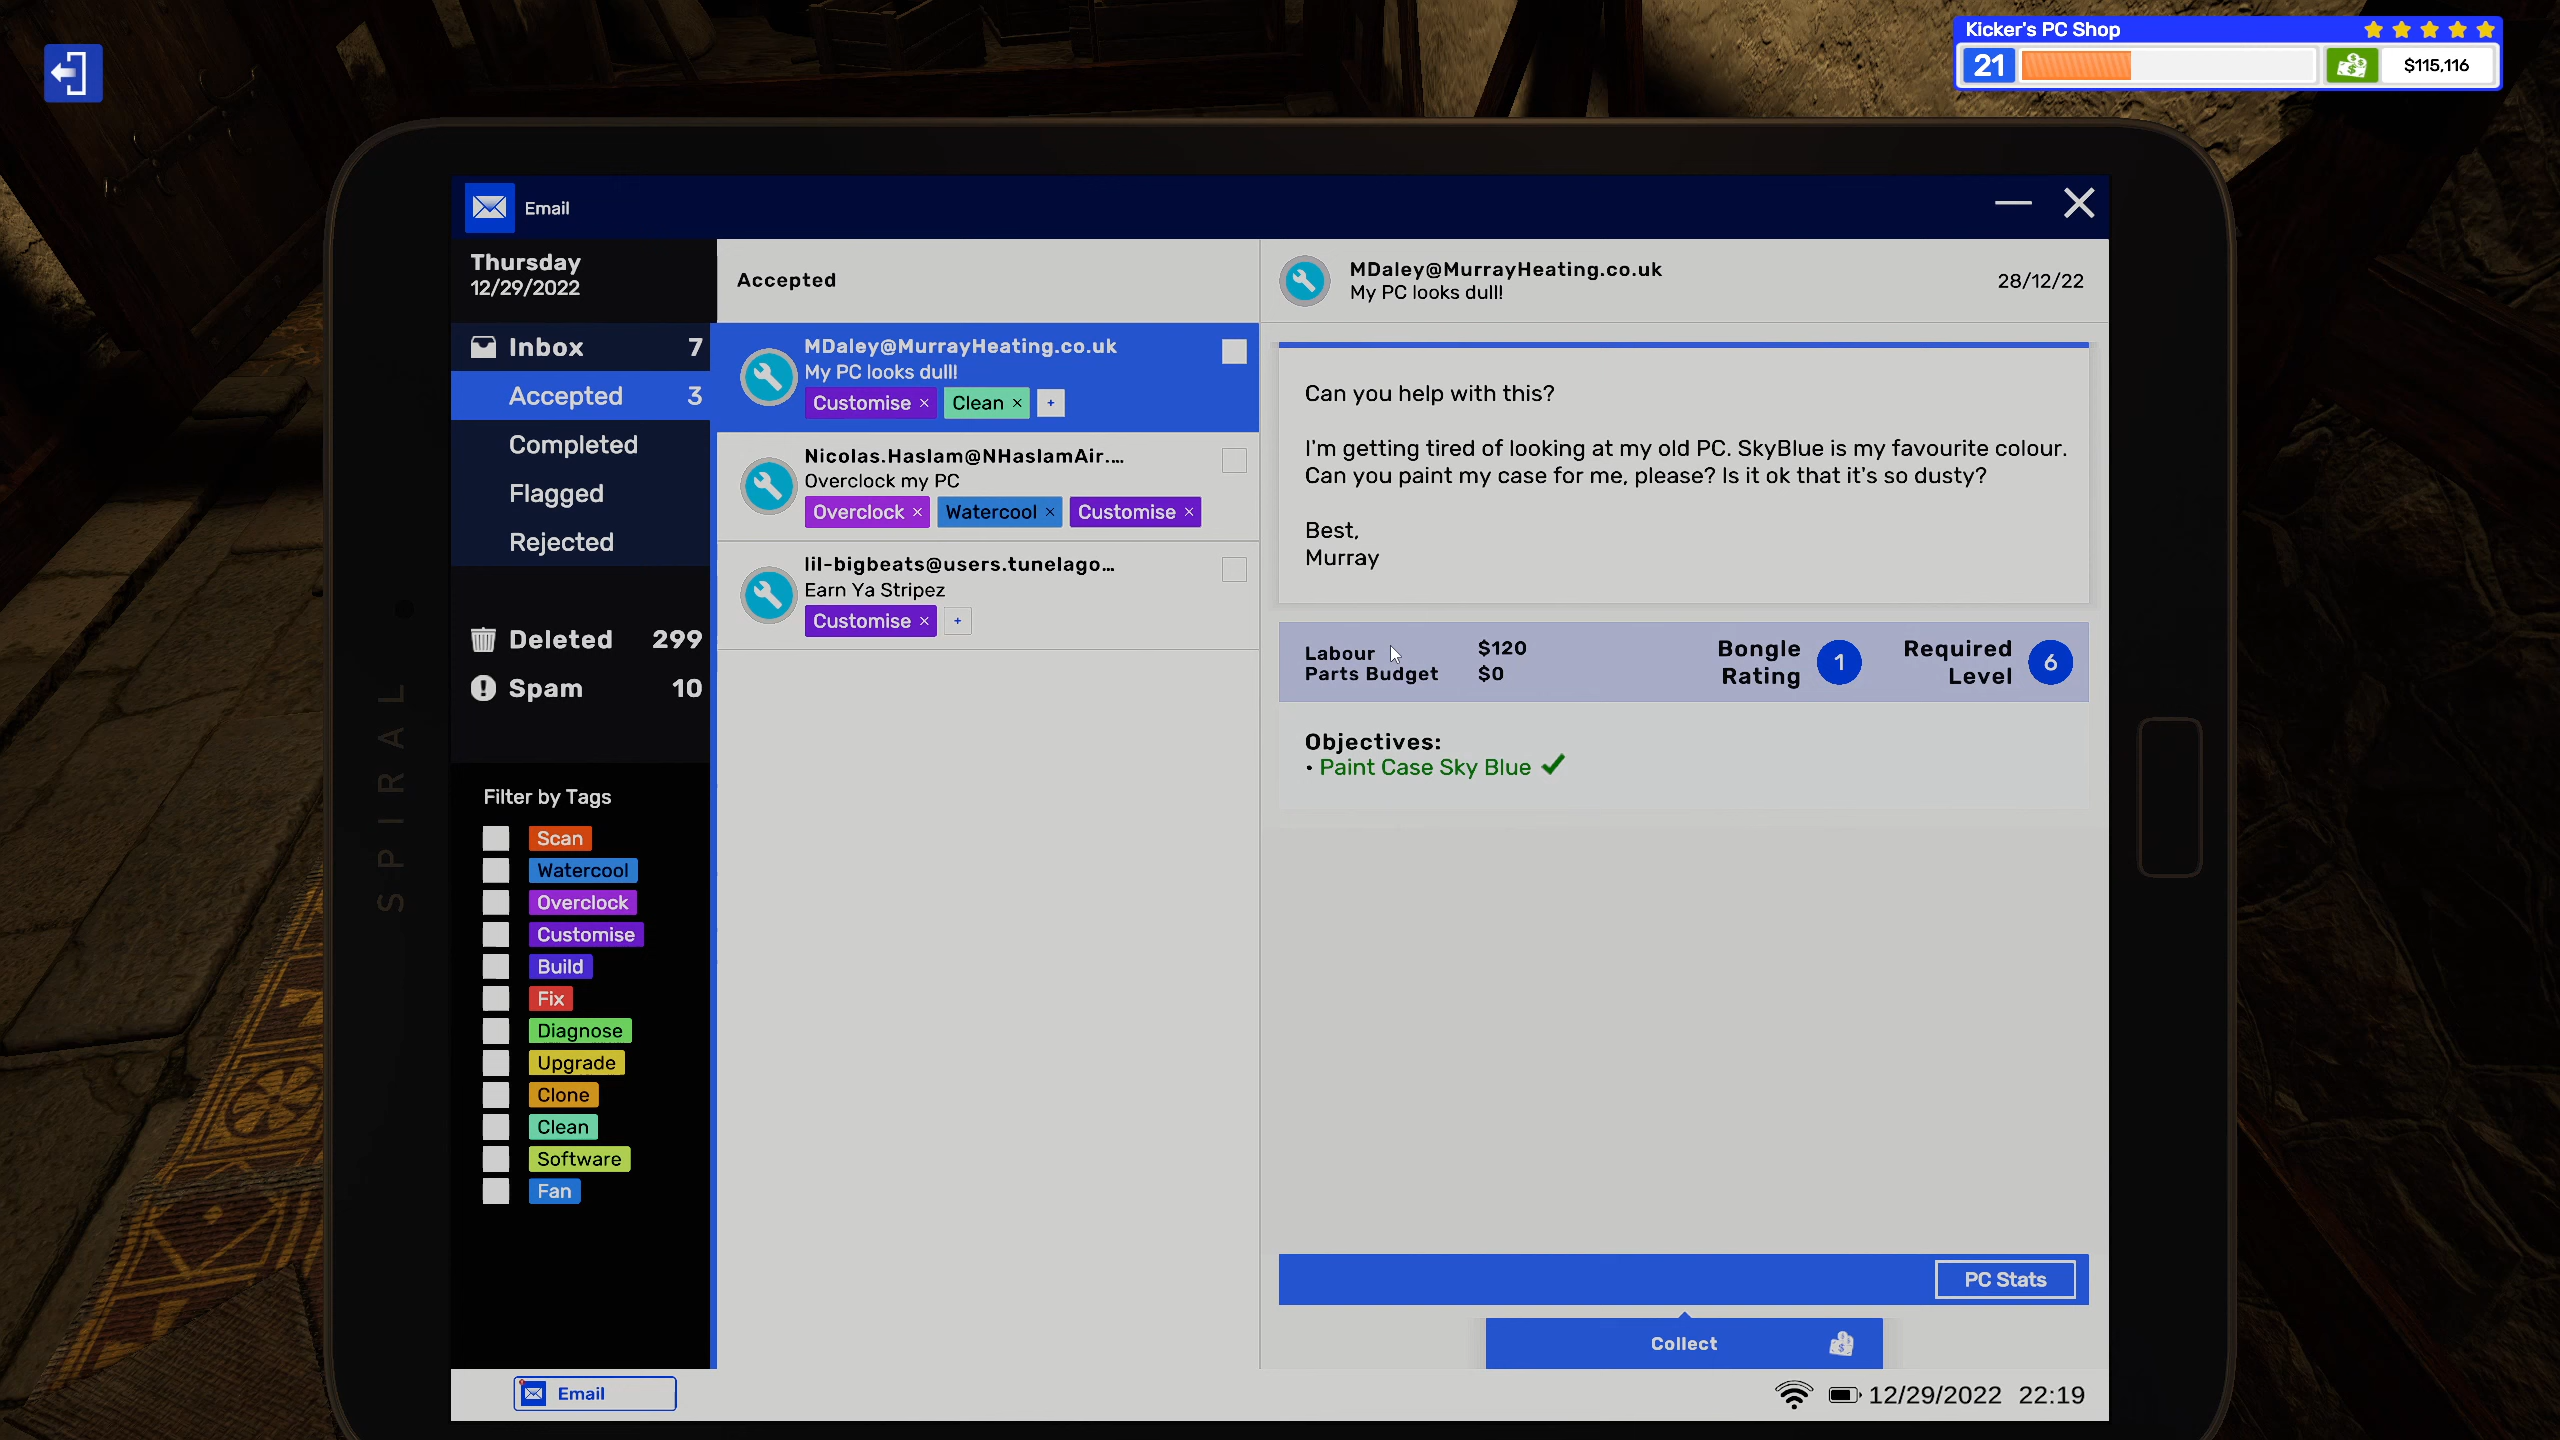 Kicker's PC Shop
21
$115,116
Email
Thursday
12/29/2022
Inbox 7
Accepted 3
Completed
Flagged
Rejected
Deleted 299
Spam 10
Filter by Tags
Scan
Watercool
Overclock
Customise
Build
Fix
Diagnose
Upgrade
Clone
Clean
Software
Fan
Accepted
MDaley@MurrayHeating.co.uk
My PC looks dull!
Customise × Clean × +
Nicolas.Haslam@NHaslamAir....
Overclock my PC
Overclock × Watercool × Customise ×
lil-bigbeats@users.tunelago...
Earn Ya Stripez
Customise × +
MDaley@MurrayHeating.co.uk
My PC looks dull!
28/12/22
Can you help with this?
I'm getting tired of looking at my old PC. SkyBlue is my favourite colour.
Can you paint my case for me, please? Is it ok that it's so dusty?
Best,
Murray
Labour $120
Parts Budget $0
Bongle
Rating 1
Required
Level 6
Objectives:
• Paint Case Sky Blue ✓
PC Stats
Collect
Email
12/29/2022 22:19
SPIRAL